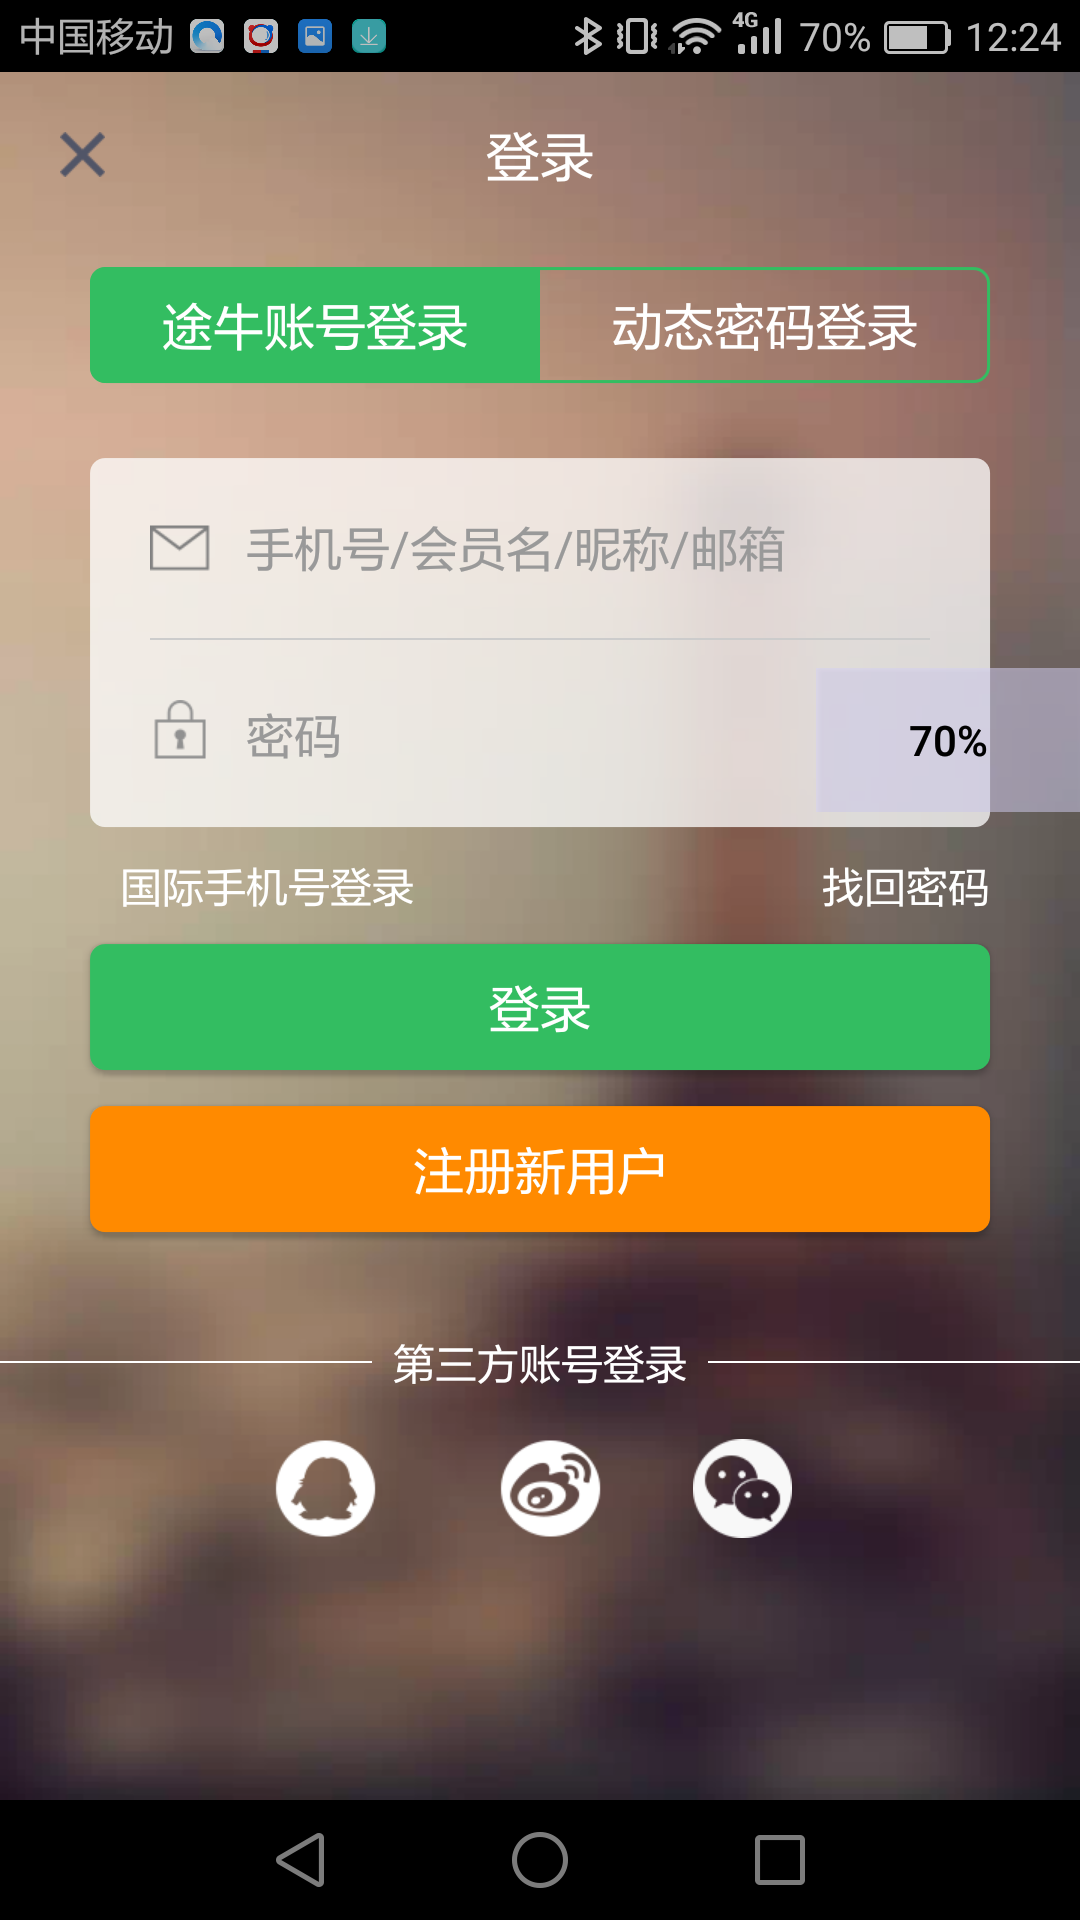 中国移动 4G 70% 12:24
登录
途牛账号登录 动态密码登录
手机号/会员名/昵称/邮箱
密码 70%
国际手机号登录 找回密码
登录
注册新用户
第三方账号登录